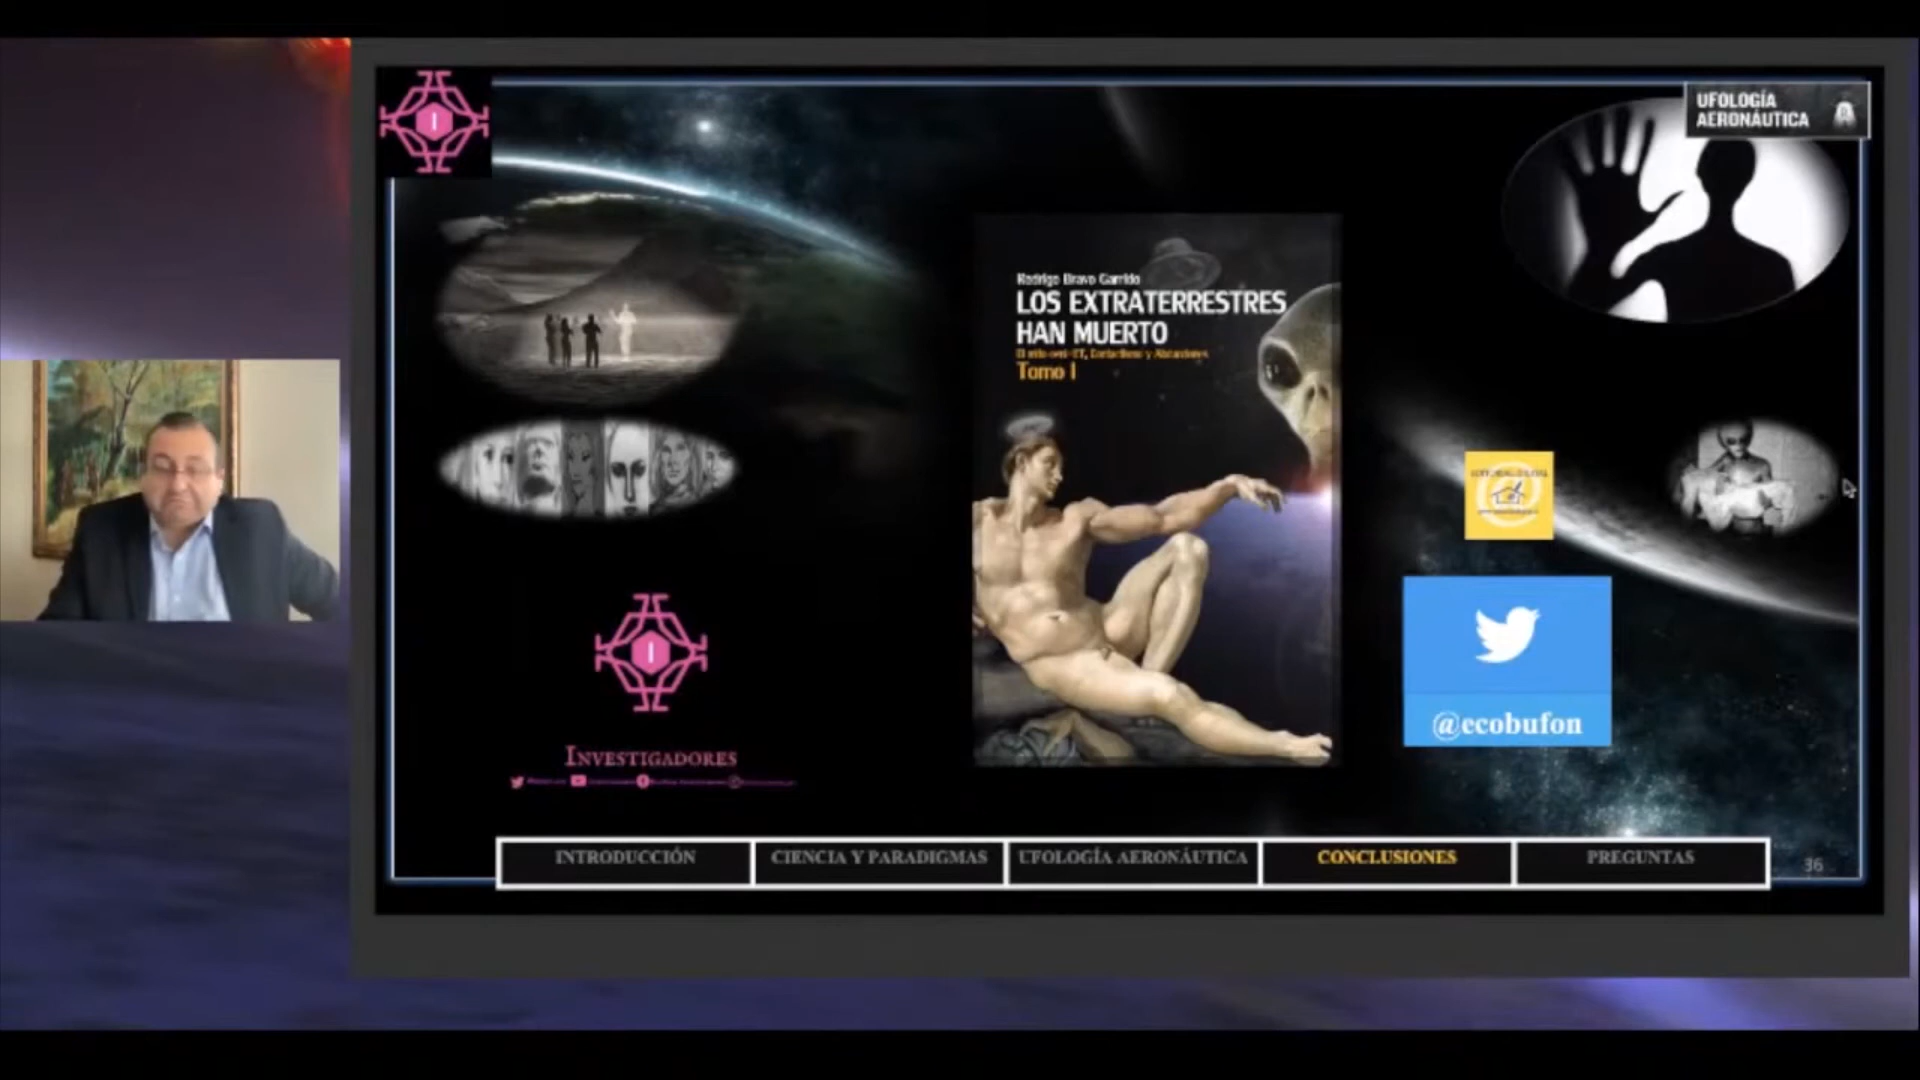 I
UFOLOGÍA
AERONÁUTICA
Rodrigo Bravo Garrido
LOS EXTRATERRESTRES
HAN MUERTO
Tomo I
@
@ecobufon
I
INVESTIGADORES
INTRODUCCIÓN
CIENCIA Y PARADIGMAS
UFOLOGÍA AERONÁUTICA
CONCLUSIONES
PREGUNTAS
36